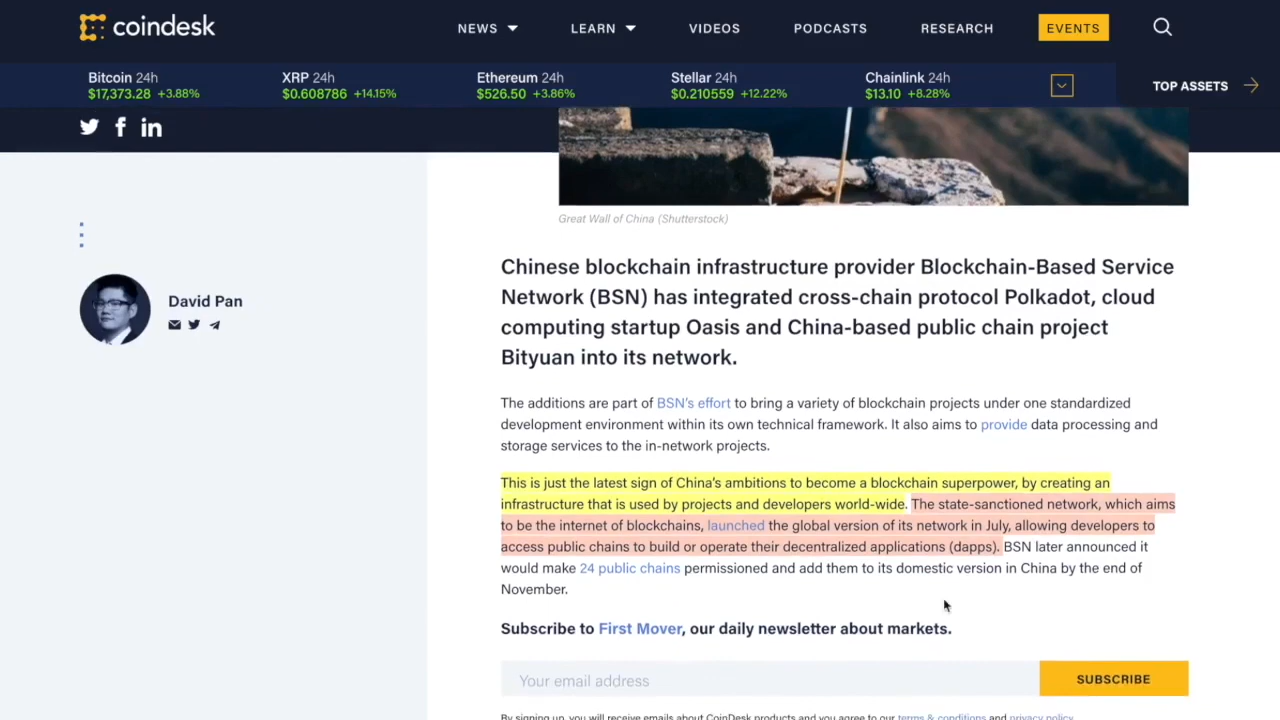 coindesk
NEWS LEARN VIDEOS PODCASTS RESEARCH EVENTS
Bitcoin 24h XRP 24h Ethereum 24h Stellar 24h Chainlink 24h
$17,373.28 +3.88% $0.608786 +14.15% $526.50 +3.86% $0.210559 +12.22% $13.10 +8.28%
TOP ASSETS
Great Wall of China (Shutterstock)
David Pan
Chinese blockchain infrastructure provider Blockchain-Based Service
Network (BSN) has integrated cross-chain protocol Polkadot, cloud
computing startup Oasis and China-based public chain project
Bityuan into its network.
The additions are part of BSN's effort to bring a variety of blockchain projects under one standardized
development environment within its own technical framework. It also aims to provide data processing and
storage services to the in-network projects.
This is just the latest sign of China's ambitions to become a blockchain superpower, by creating an
infrastructure that is used by projects and developers world-wide. The state-sanctioned network, which aims
to be the internet of blockchains, launched the global version of its network in July, allowing developers to
access public chains to build or operate their decentralized applications (dapps). BSN later announced it
would make 24 public chains permissioned and add them to its domestic version in China by the end of
November.
Subscribe to First Mover, our daily newsletter about markets.
Your email address
SUBSCRIBE
By signing up, you will receive emails about CoinDesk products and you agree to our terms & conditions and privacy policy